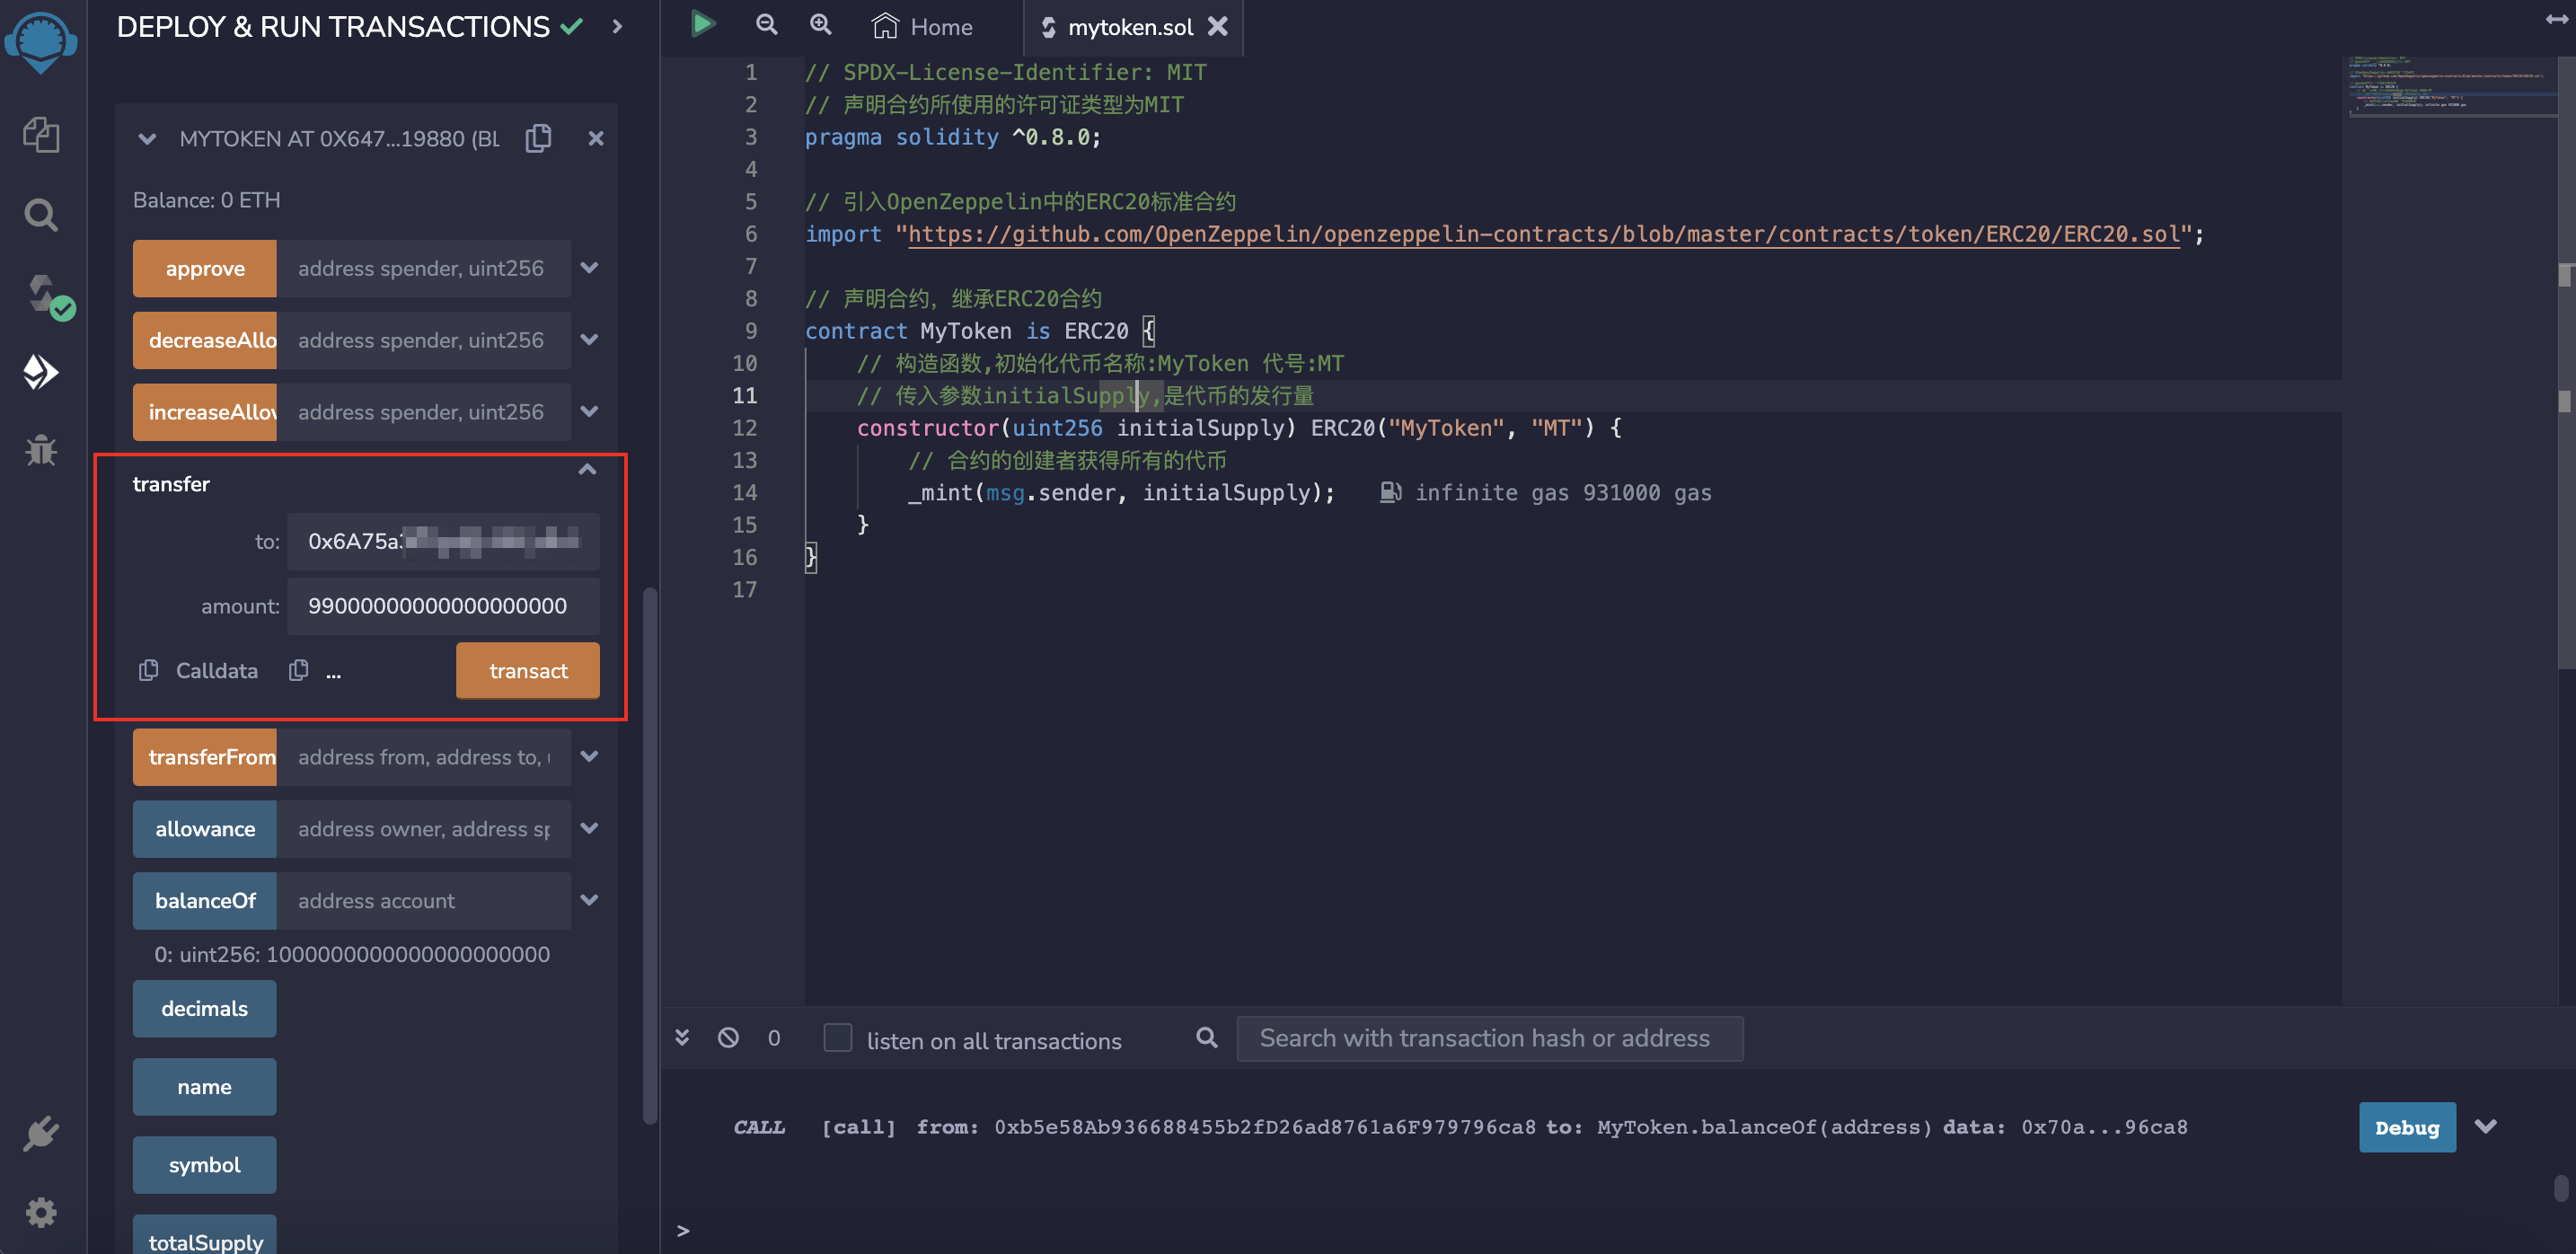 DEPLOY & RUN TRANSACTIONS
MYTOKEN AT 0X647...19880 (BL
Balance: 0 ETH
approve address spender, uint256
decreaseAllo address spender, uint256
increaseAllow address spender, uint256
transfer
to: 0x6A75a
amount: 99000000000000000000
Calldata ... transact
transferFrom address from, address to, u
allowance address owner, address sp
balanceOf address account
0: uint256: 1000000000000000000000
decimals
name
symbol
totalSupply
Home
mytoken.sol
1 // SPDX-License-Identifier: MIT
2 // 声明合约所使用的许可证类型为MIT
3 pragma solidity ^0.8.0;
4
5 // 引入OpenZeppelin中的ERC20标准合约
6 import "https://github.com/OpenZeppelin/openzeppelin-contracts/blob/master/contracts/token/ERC20/ERC20.sol";
7
8 // 声明合约，继承ERC20合约
9 contract MyToken is ERC20 {
10 // 构造函数,初始化代币名称:MyToken 代号:MT
11 // 传入参数initialSupply,是代币的发行量
12 constructor(uint256 initialSupply) ERC20("MyToken", "MT") {
13 // 合约的创建者获得所有的代币
14 _mint(msg.sender, initialSupply); infinite gas 931000 gas
15 }
16 }
17
0 listen on all transactions Search with transaction hash or address
CALL [call] from: 0xb5e58Ab936688455b2fD26ad8761a6F979796ca8 to: MyToken.balanceOf(address) data: 0x70a...96ca8 Debug
>